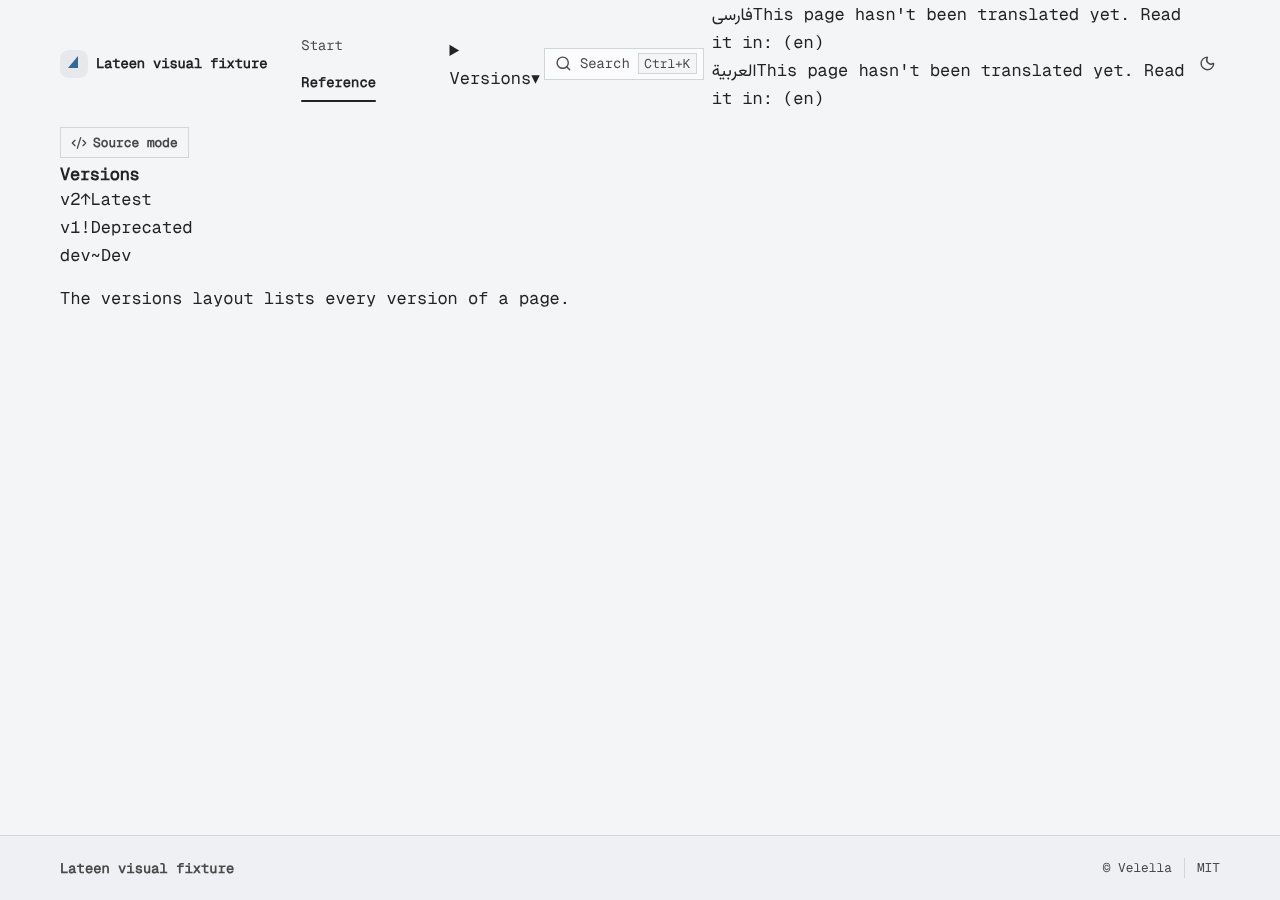 Lateen visual fixture
Start
Reference
▶
Versions▾
Search Ctrl+K
فارسیThis page hasn't been translated yet. Read
it in: (en)
العربيةThis page hasn't been translated yet. Read
it in: (en)
Source mode
Versions
v2↑Latest
v1!Deprecated
dev~Dev
The versions layout lists every version of a page.
Lateen visual fixture
© Velella
MIT